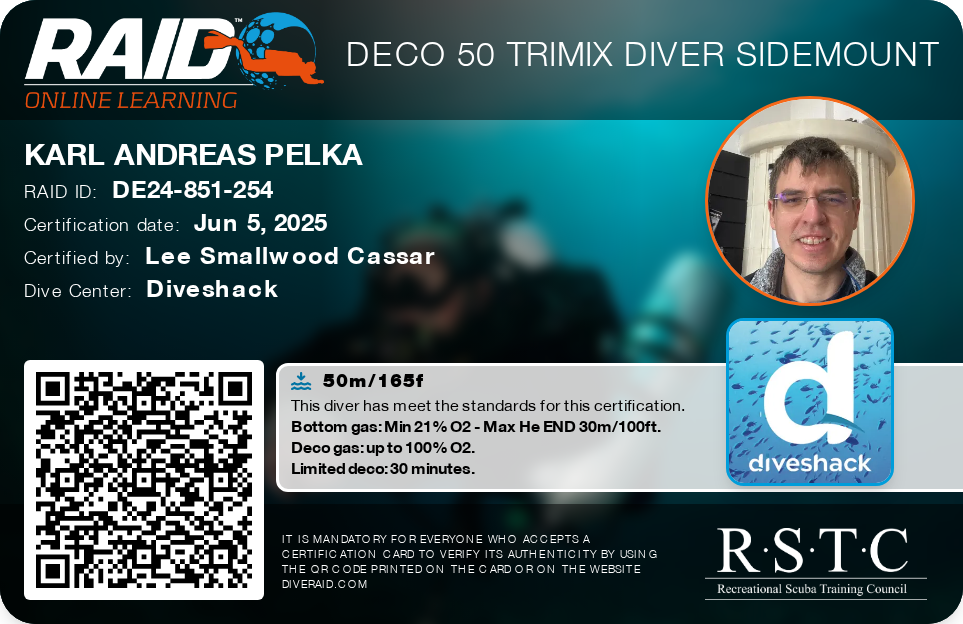 RAID™
ONLINE LEARNING
DECO 50 TRIMIX DIVER SIDEMOUNT
KARL ANDREAS PELKA
RAID ID: DE24-851-254
Certification date: Jun 5, 2025
Certified by: Lee Smallwood Cassar
Dive Center: Diveshack
50m/165f
This diver has meet the standards for this certification.
Bottom gas: Min 21% O2 - Max He END 30m/100ft.
Deco gas: up to 100% O2.
Limited deco: 30 minutes.
d
diveshack
IT IS MANDATORY FOR EVERYONE WHO ACCEPTS A
CERTIFICATION CARD TO VERIFY ITS AUTHENTICITY BY USING
THE QR CODE PRINTED ON THE CARD OR ON THE WEBSITE
DIVERAID.COM
R·S·T·C
Recreational Scuba Training Council